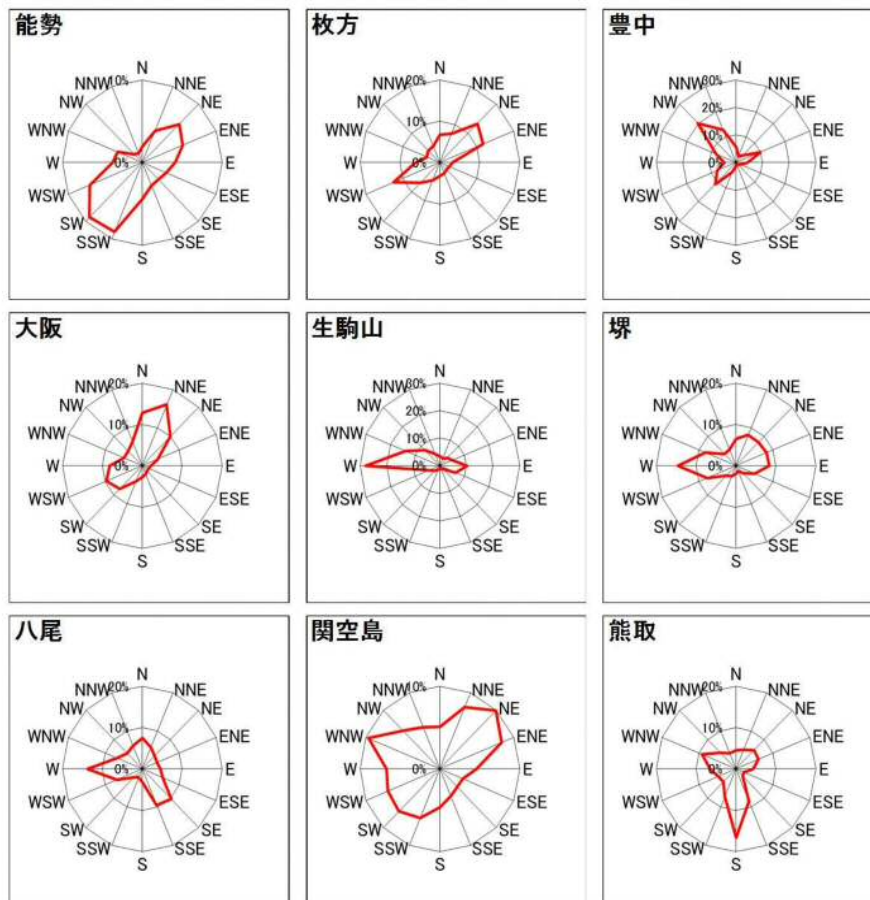 能勢
N
NNW 10% NNE
NW NE
WNW ENE
W 0% E
WSW ESE
SW SE
SSW SSE
S
枚方
N
NNW 20% NNE
NW NE
10%
WNW ENE
W 0% E
WSW ESE
SW SE
SSW SSE
S
豊中
N
NNW 30% NNE
NW 20% NE
WNW 10% ENE
W 0% E
WSW ESE
SW SE
SSW SSE
S
大阪
N
NNW 20% NNE
NW NE
10%
WNW ENE
W 0% E
WSW ESE
SW SE
SSW SSE
S
生駒山
N
NNW 30% NNE
NW 20% NE
WNW 10% ENE
W 0% E
WSW ESE
SW SE
SSW SSE
S
堺
N
NNW 20% NNE
NW NE
10%
WNW ENE
W 0% E
WSW ESE
SW SE
SSW SSE
S
八尾
N
NNW 20% NNE
NW NE
10%
WNW ENE
W 0% E
WSW ESE
SW SE
SSW SSE
S
関空島
N
NNW 10% NNE
NW NE
WNW ENE
W 0% E
WSW ESE
SW SE
SSW SSE
S
熊取
N
NNW 20% NNE
NW NE
10%
WNW ENE
W 0% E
WSW ESE
SW SE
SSW SSE
S